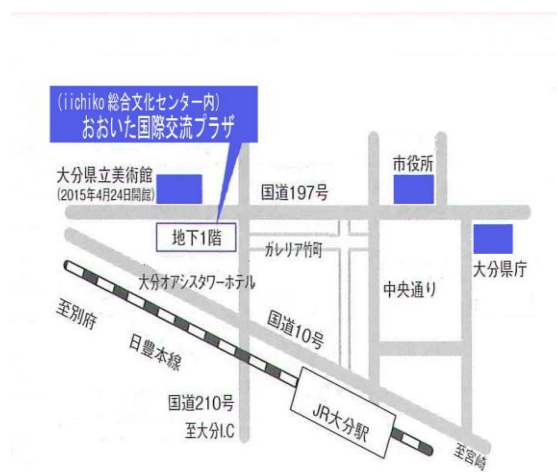 (iichiko 総合文化センター内)
おおいた国際交流プラザ
大分県立美術館
(2015年4月24日開館)
市役所
国道197号
地下1階
ガレリア竹町
大分県庁
大分オアシスタワーホテル
中央通り
至別府
日豊本線
国道10号
国道210号
至大分I.C
JR大分駅
至宮崎